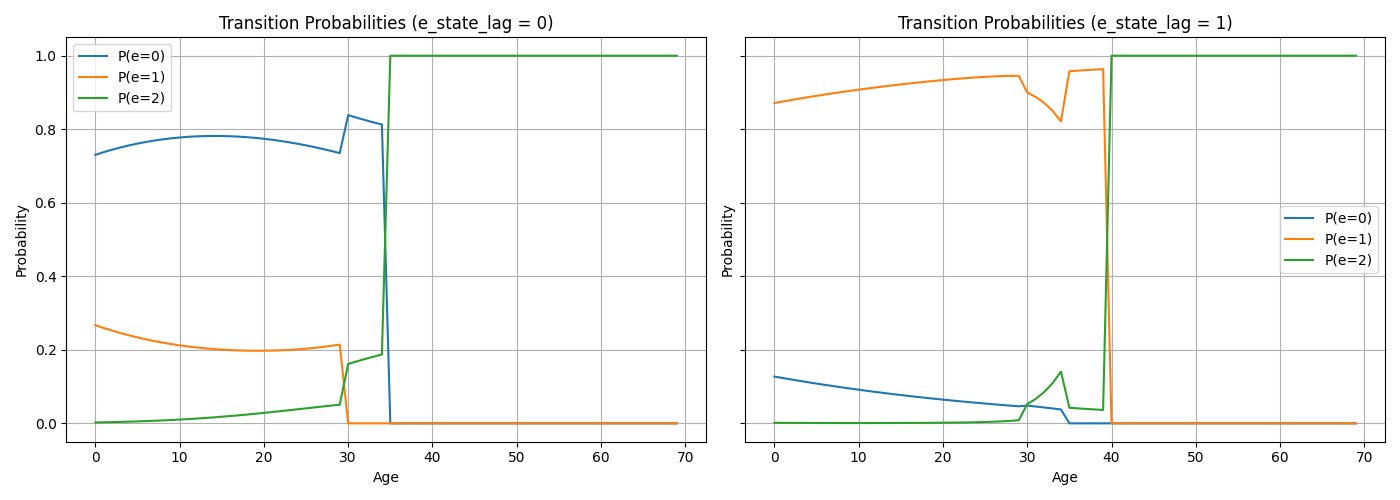 Transition Probabilities (e_state_lag = 0)
P(e=0)
P(e=1)
P(e=2)
1.0
0.8
0.6
0.4
0.2
0.0
Probability
0 10 20 30 40 50 60 70
Age
Transition Probabilities (e_state_lag = 1)
P(e=0)
P(e=1)
P(e=2)
Probability
0 10 20 30 40 50 60 70
Age